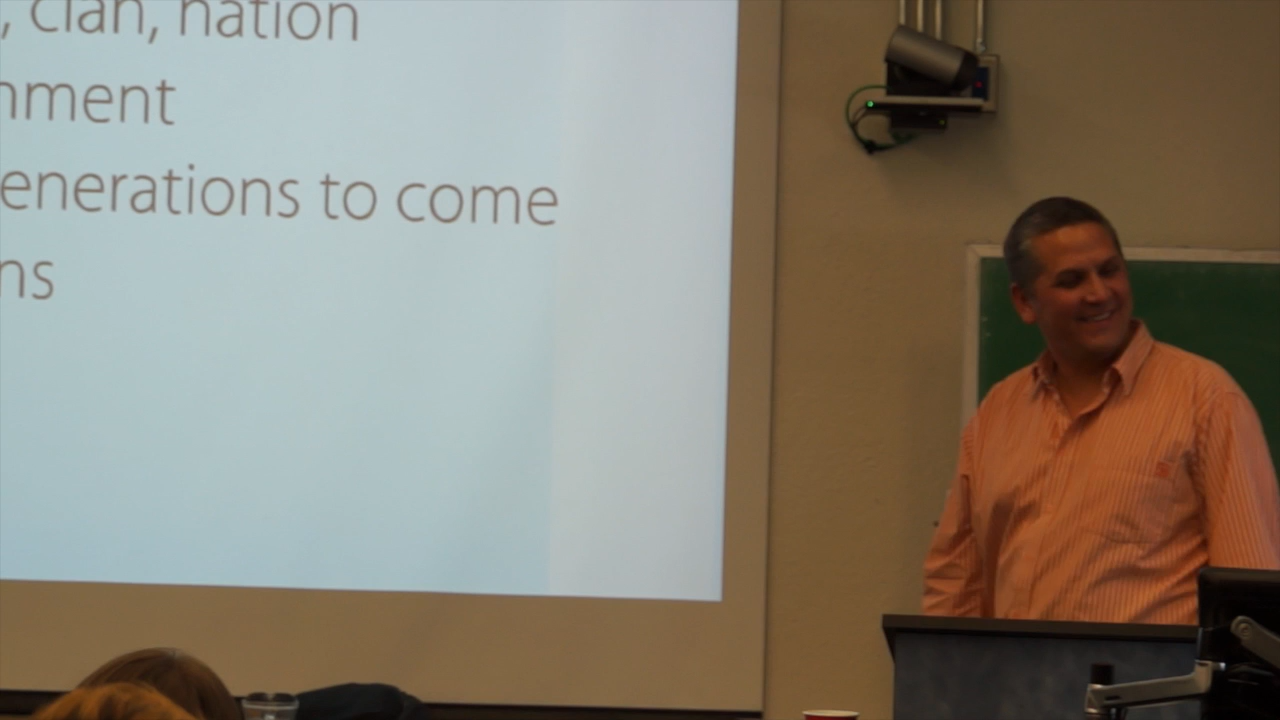 , clan, nation
nment
enerations to come
ns